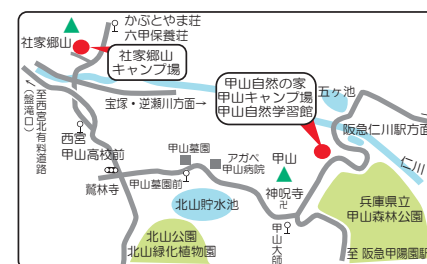 かぶとやま荘
六甲保養荘
社家郷山
社家郷山
キャンプ場
甲山自然の家
甲山キャンプ場
甲山自然学習館
五ヶ池
←至西宮北有料道路
(盤滝口)
宝塚・逆瀬川方面→
阪急仁川駅方面
西宮
甲山高校前
仁川
甲山墓園
アガペ
甲山病院
甲山
鷲林寺
甲山墓園前
神呪寺
卍
兵庫県立
甲山森林公園
北山貯水池
甲山大師
北山公園
北山緑化植物園
至 阪急甲陽園駅